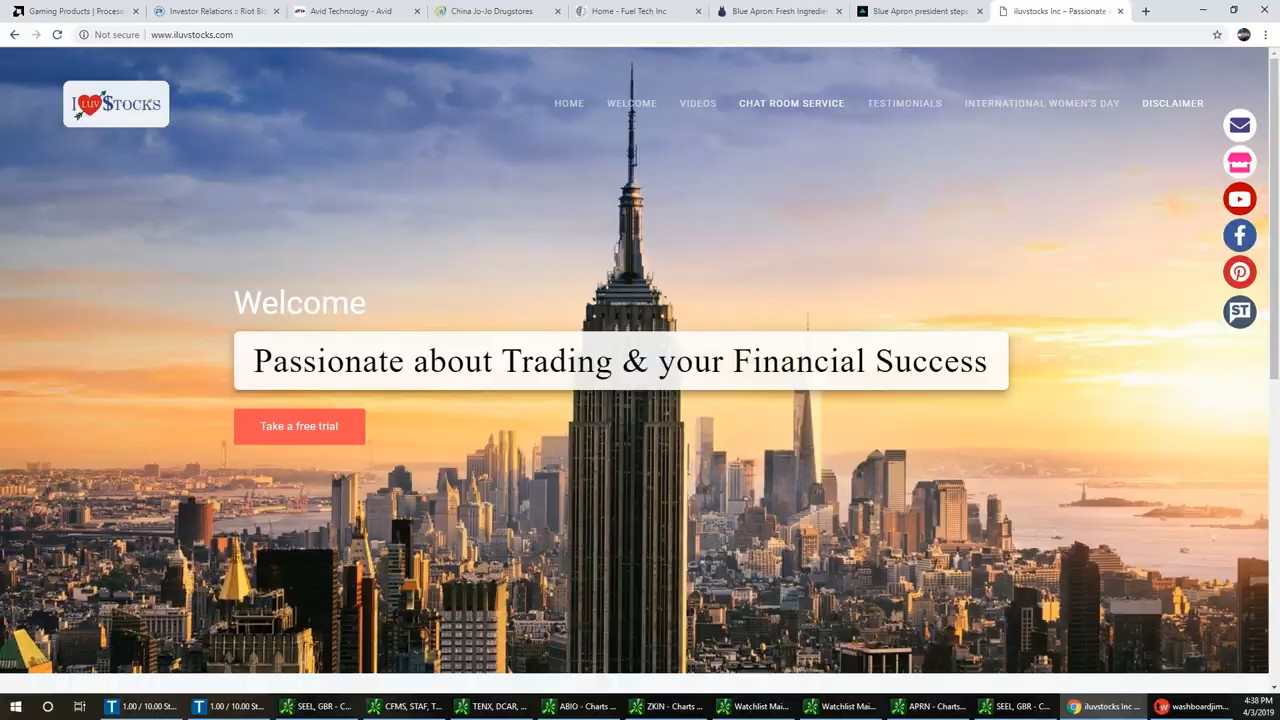 Gaming Products | Process
Investor Relations :: Riot Bl
Avid Technology - Avid
China Jo-Jo Drugstores
Home - Fuel Tech Inc
Blue Apron: Fresh Ingredie
Blue Apron president steps
iluvstocks Inc – Passionate
Not secure
www.iluvstocks.com
I LUV $TOCKS
HOME
WELCOME
VIDEOS
CHAT ROOM SERVICE
TESTIMONIALS
INTERNATIONAL WOMEN'S DAY
DISCLAIMER
ST
Welcome
Passionate about Trading & your Financial Success
Take a free trial
1.00 / 10.00 St...
1.00 / 10.00 St...
SEEL, GBR - C...
CFMS, STAF, T...
TENX, DCAR, ...
ABIO - Charts ...
ZKIN - Charts ...
Watchlist Mai...
Watchlist Mai...
APRN - Charts...
SEEL, GBR - C...
iluvstocks Inc ...
washboardjim...
4:38 PM
4/3/2019